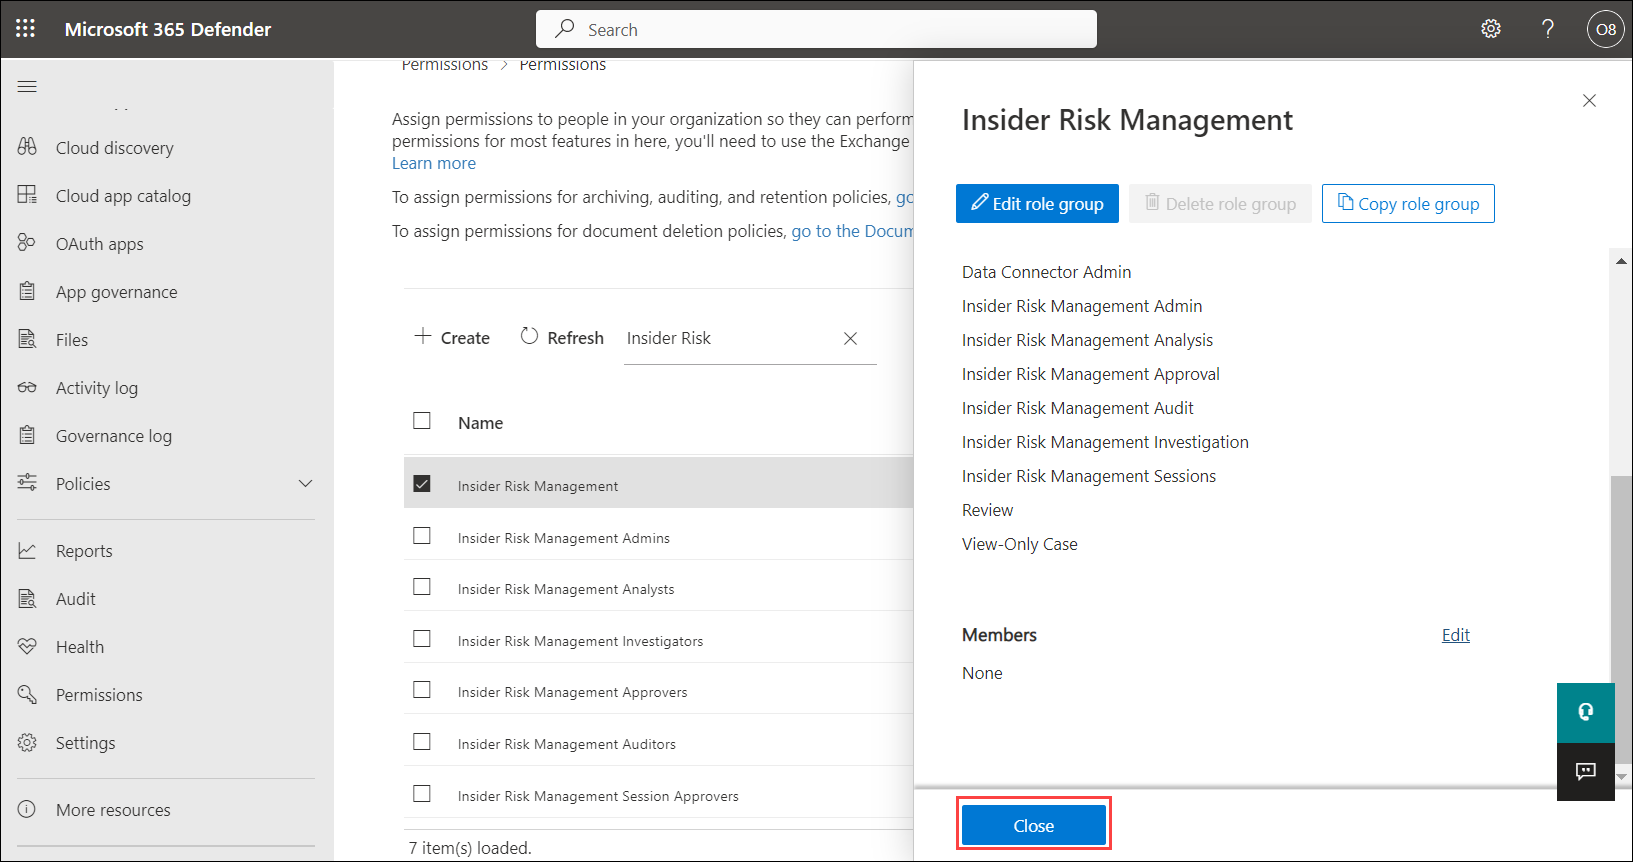 Microsoft 365 Defender
Search
O8
Cloud discovery
Cloud app catalog
OAuth apps
App governance
Files
Activity log
Governance log
Policies
Reports
Audit
Health
Permissions
Settings
More resources
Permissions > Permissions
Assign permissions to people in your organization so they can perform
permissions for most features in here, you'll need to use the Exchange
Learn more
To assign permissions for archiving, auditing, and retention policies, go
To assign permissions for document deletion policies, go to the Docum
Create
Refresh
Insider Risk
Name
Insider Risk Management
Insider Risk Management Admins
Insider Risk Management Analysts
Insider Risk Management Investigators
Insider Risk Management Approvers
Insider Risk Management Auditors
Insider Risk Management Session Approvers
7 item(s) loaded.
Insider Risk Management
Edit role group
Delete role group
Copy role group
Data Connector Admin
Insider Risk Management Admin
Insider Risk Management Analysis
Insider Risk Management Approval
Insider Risk Management Audit
Insider Risk Management Investigation
Insider Risk Management Sessions
Review
View-Only Case
Members
Edit
None
Close